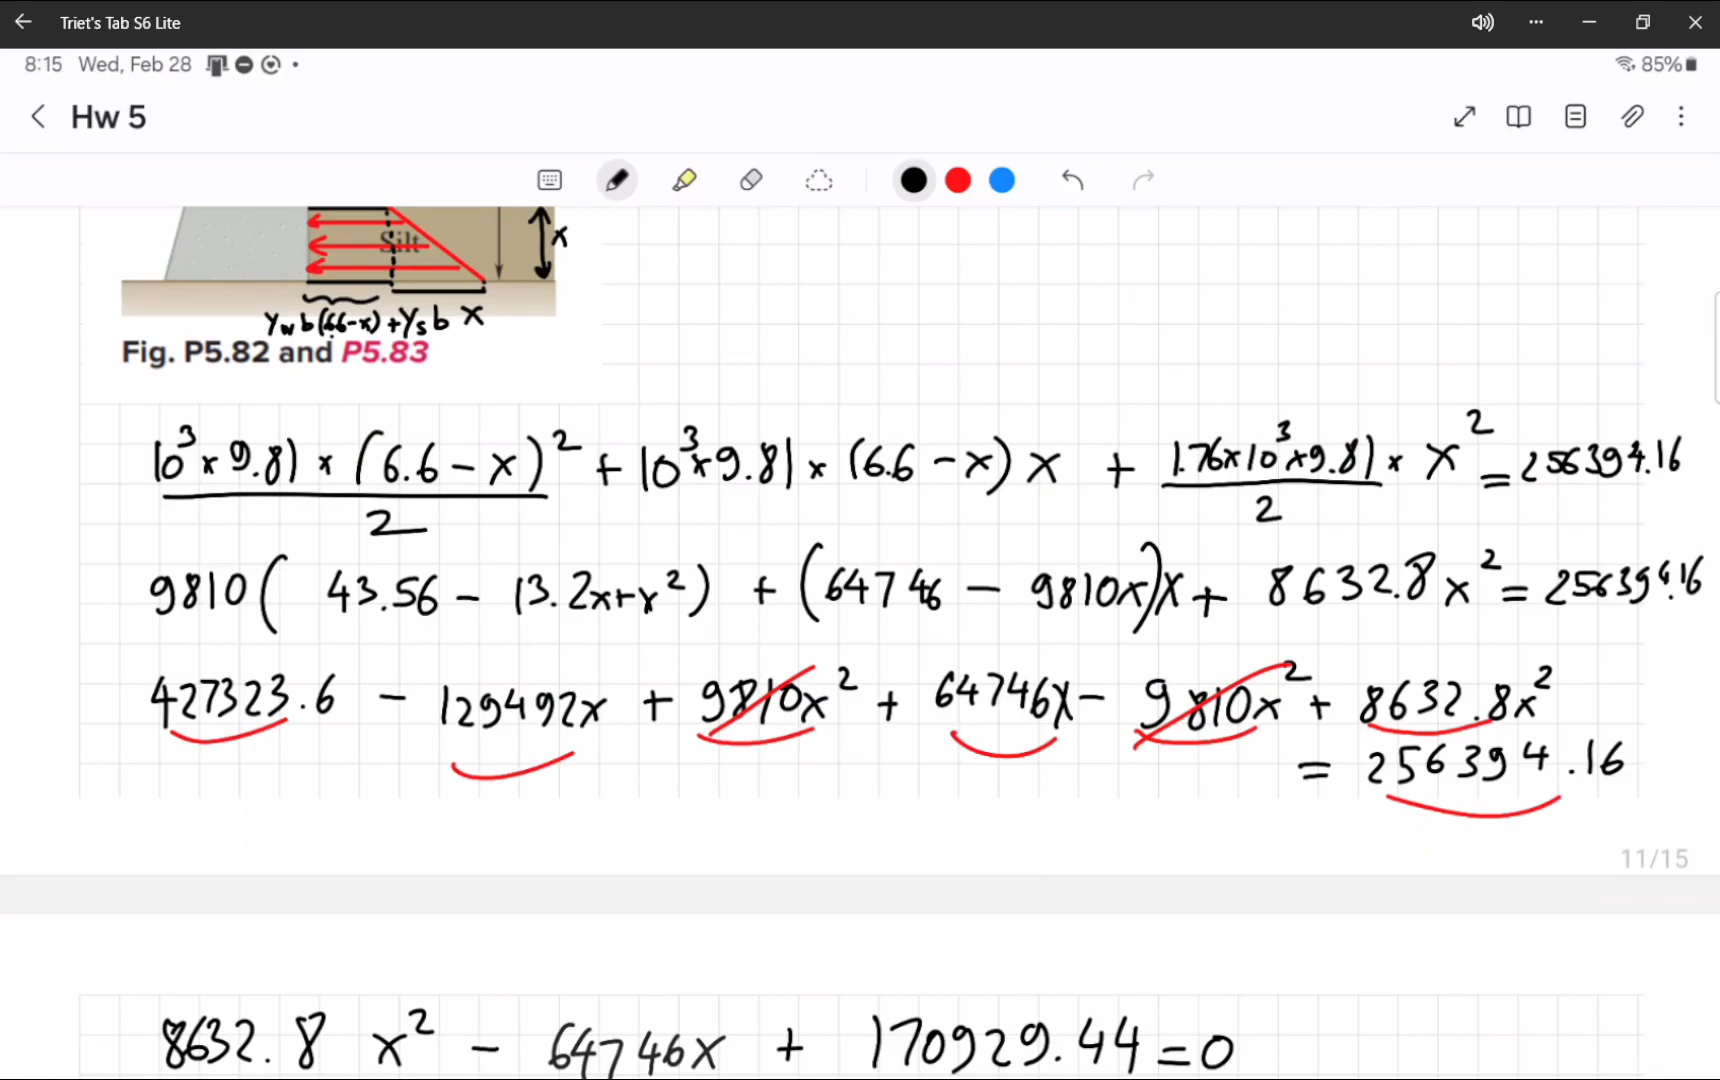 Triet's Tab S6 Lite
8:15 Wed, Feb 28
85%
Hw 5
Silt
x
γw b(6.6-x) + γs b x
Fig. P5.82 and P5.83
10³ × 9.81 × (6.6 - x)² / 2 + 10³ × 9.81 × (6.6 - x) x + 1.76 × 10³ × 9.81 / 2 × x² = 256394.16
9810 ( 43.56 - 13.2x + x² ) + (64746 - 9810x)x + 8632.8 x² = 256394.16
427323.6 - 129492x + 9810x² + 64746x - 9810x² + 8632.8x²
= 256394.16
11/15
8632.8 x² - 64746x + 170929.44 = 0